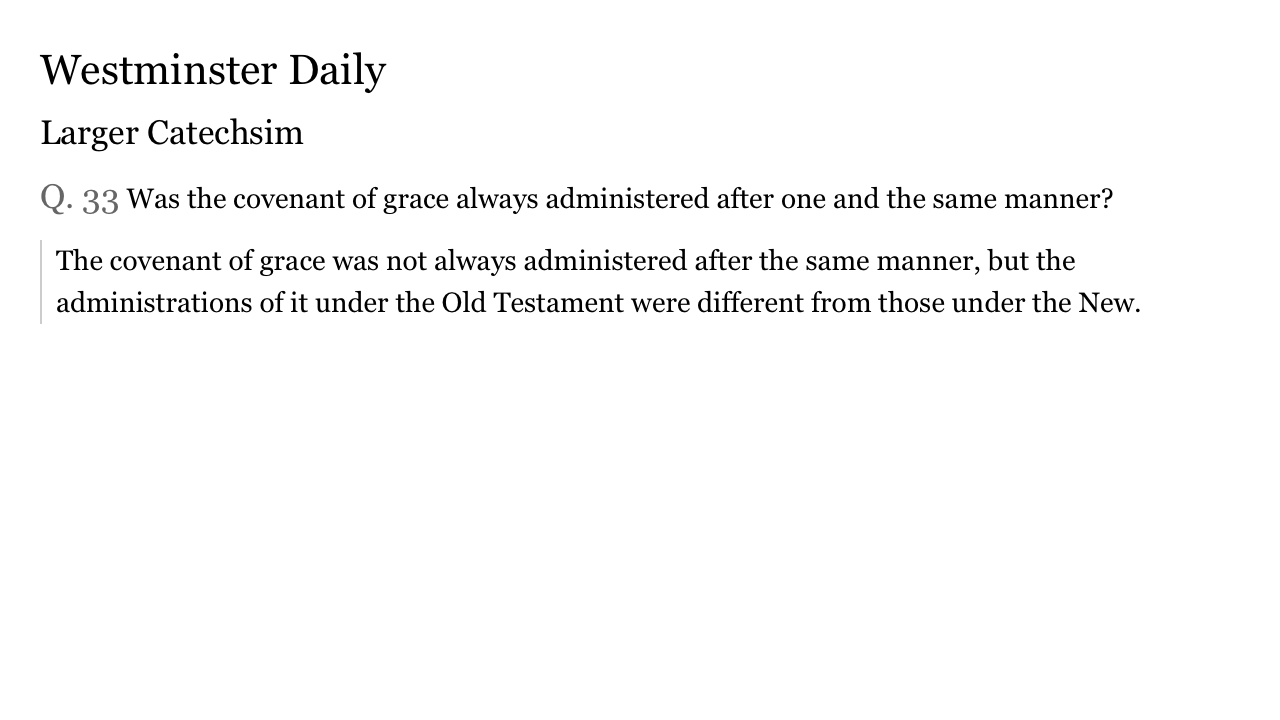 Westminster Daily
Larger Catechsim
Q. 33 Was the covenant of grace always administered after one and the same manner?
The covenant of grace was not always administered after the same manner, but the
administrations of it under the Old Testament were different from those under the New.